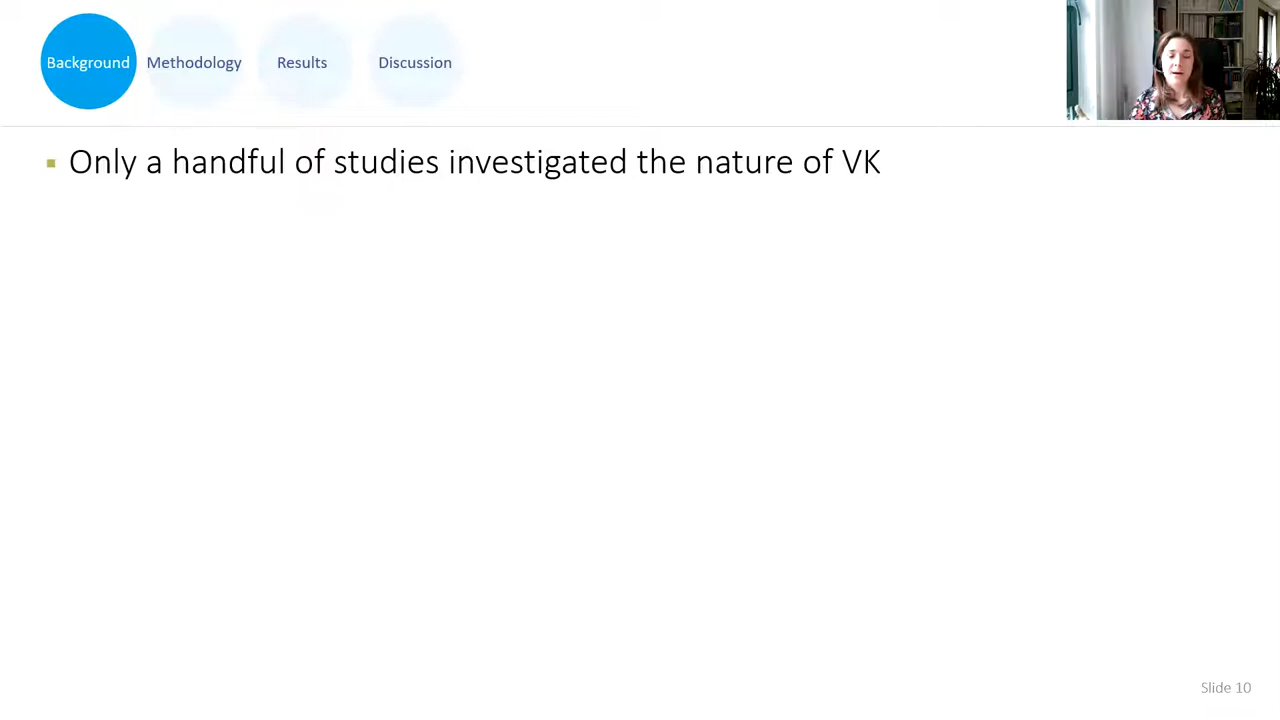 Background Methodology Results Discussion
Only a handful of studies investigated the nature of VK
Slide 10